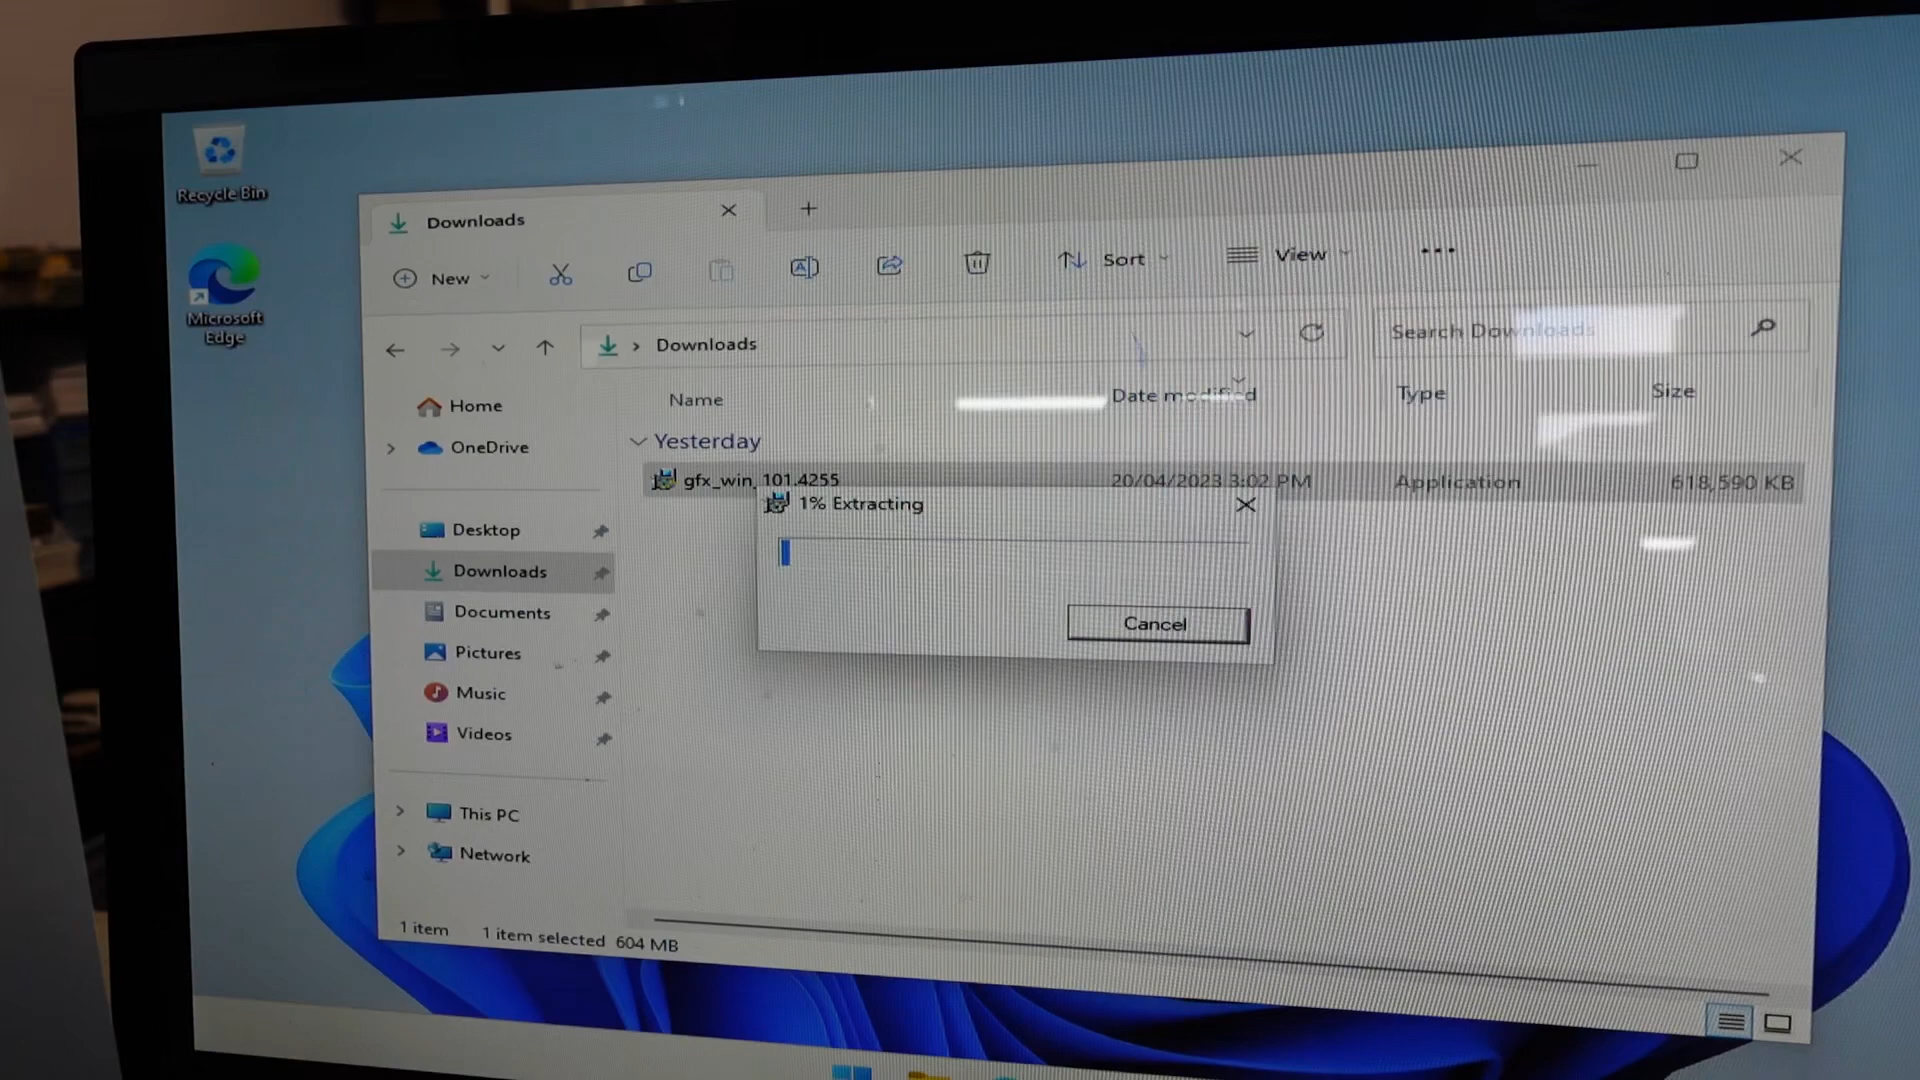 Recycle Bin
Microsoft
Edge
Downloads
New
Sort
View
Downloads
Search Downloads
Home
OneDrive
Desktop
Downloads
Documents
Pictures
Music
Videos
This PC
Network
Name
Date modified
Type
Size
Yesterday
gfx_win_101.4255
20/04/2023 3:02 PM
Application
618,590 KB
1% Extracting
Cancel
1 item
1 item selected 604 MB